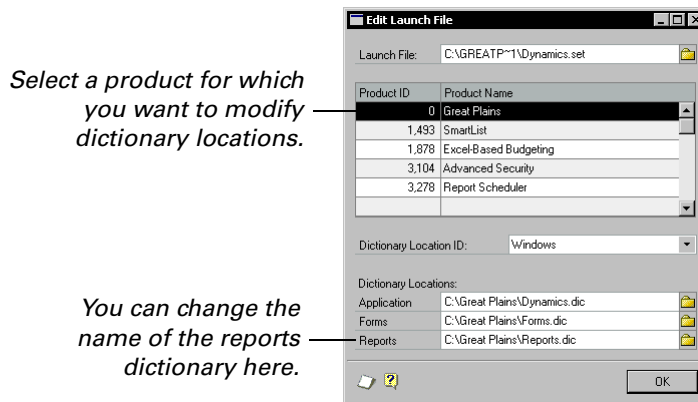 Edit Launch File
Launch File: C:\GREATP~1\Dynamics.set
Select a product for which
you want to modify
dictionary locations.
Product ID Product Name
0 Great Plains
1,493 SmartList
1,878 Excel-Based Budgeting
3,104 Advanced Security
3,278 Report Scheduler
Dictionary Location ID: Windows
Dictionary Locations:
Application C:\Great Plains\Dynamics.dic
Forms C:\Great Plains\Forms.dic
Reports C:\Great Plains\Reports.dic
You can change the
name of the reports
dictionary here.
OK